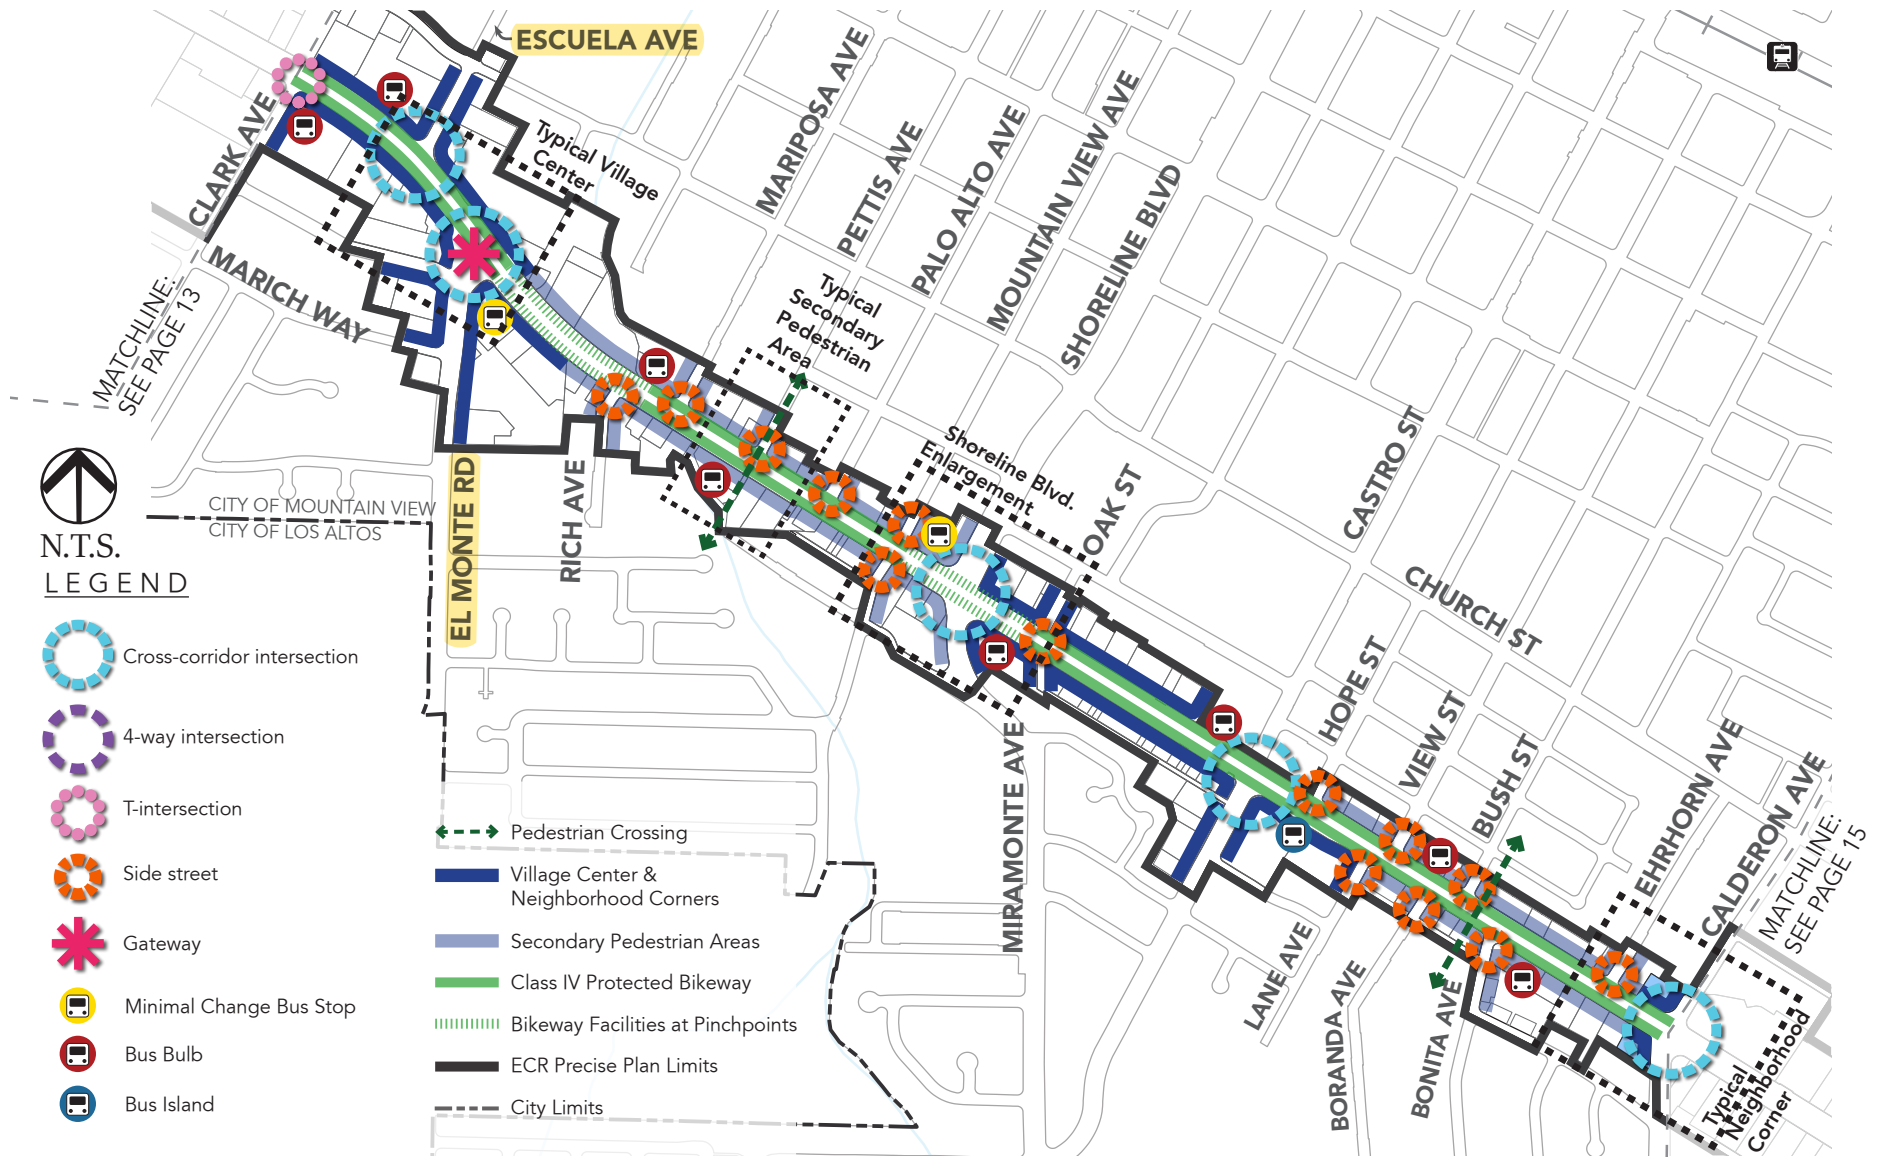 ESCUELA AVE
CLARK AVE
Typical Village
Center
MARIPOSA AVE
PETTIS AVE
PALO ALTO AVE
MOUNTAIN VIEW AVE
SHORELINE BLVD
MARICH WAY
MATCHLINE:
SEE PAGE 13
Typical
Secondary
Pedestrian
Area
Shoreline Blvd.
Enlargement
OAK ST
CASTRO ST
CHURCH ST
HOPE ST
VIEW ST
BUSH ST
EHRHORN AVE
CALDERON AVE
MATCHLINE:
SEE PAGE 15
EL MONTE RD
RICH AVE
CITY OF MOUNTAIN VIEW
CITY OF LOS ALTOS
MIRAMONTE AVE
LANE AVE
BORANDA AVE
BONITA AVE
Typical
Neighborhood
Corner
N.T.S.
LEGEND
Cross-corridor intersection
4-way intersection
T-intersection
Side street
Gateway
Minimal Change Bus Stop
Bus Bulb
Bus Island
Pedestrian Crossing
Village Center &
Neighborhood Corners
Secondary Pedestrian Areas
Class IV Protected Bikeway
Bikeway Facilities at Pinchpoints
ECR Precise Plan Limits
City Limits